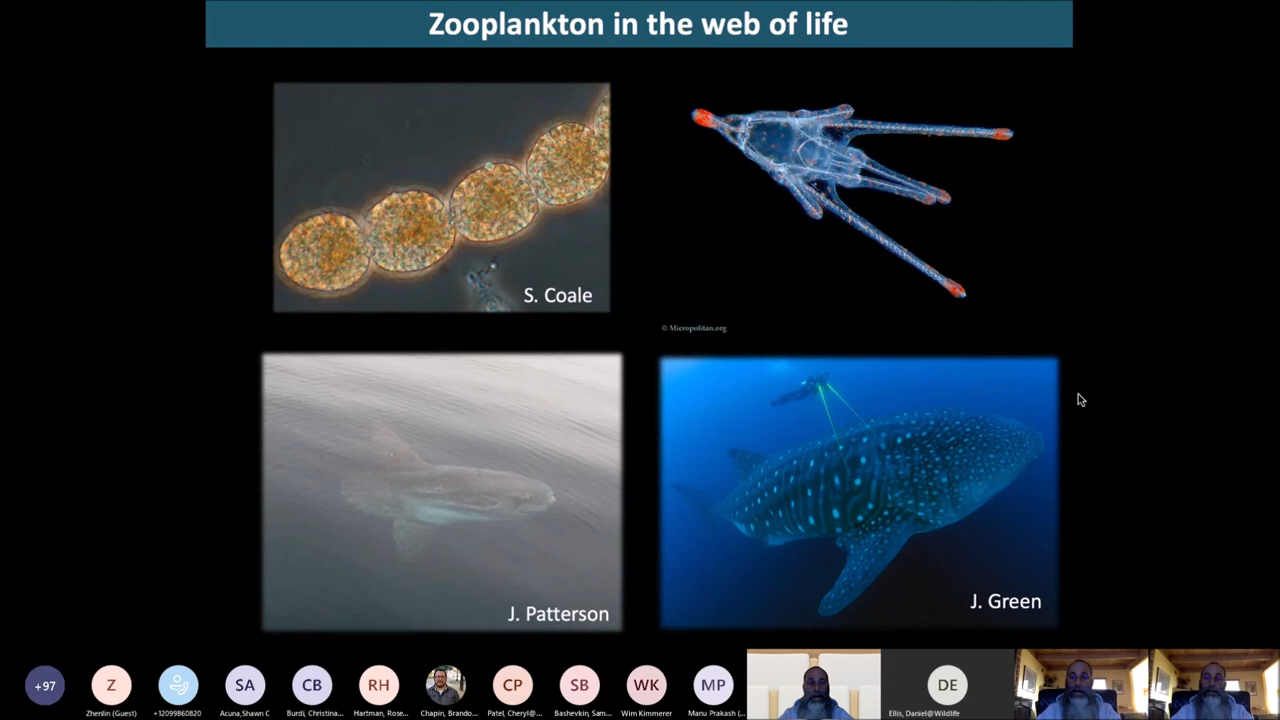 Zooplankton in the web of life
S. Coale
© Micropolitan.org
J. Patterson
J. Green
+97
Z
SA
CB
RH
CP
SB
WK
MP
DE
Zhenlin (Guest)
+12099860820
Acuna,Shawn C
Burdi, Christina...
Hartman, Rose...
Chapin, Brando...
Patel, Cheryl@...
Bashevkin, Sam...
Wim Kimmerer
Manu Prakash (...
Ellis, Daniel@Wildlife